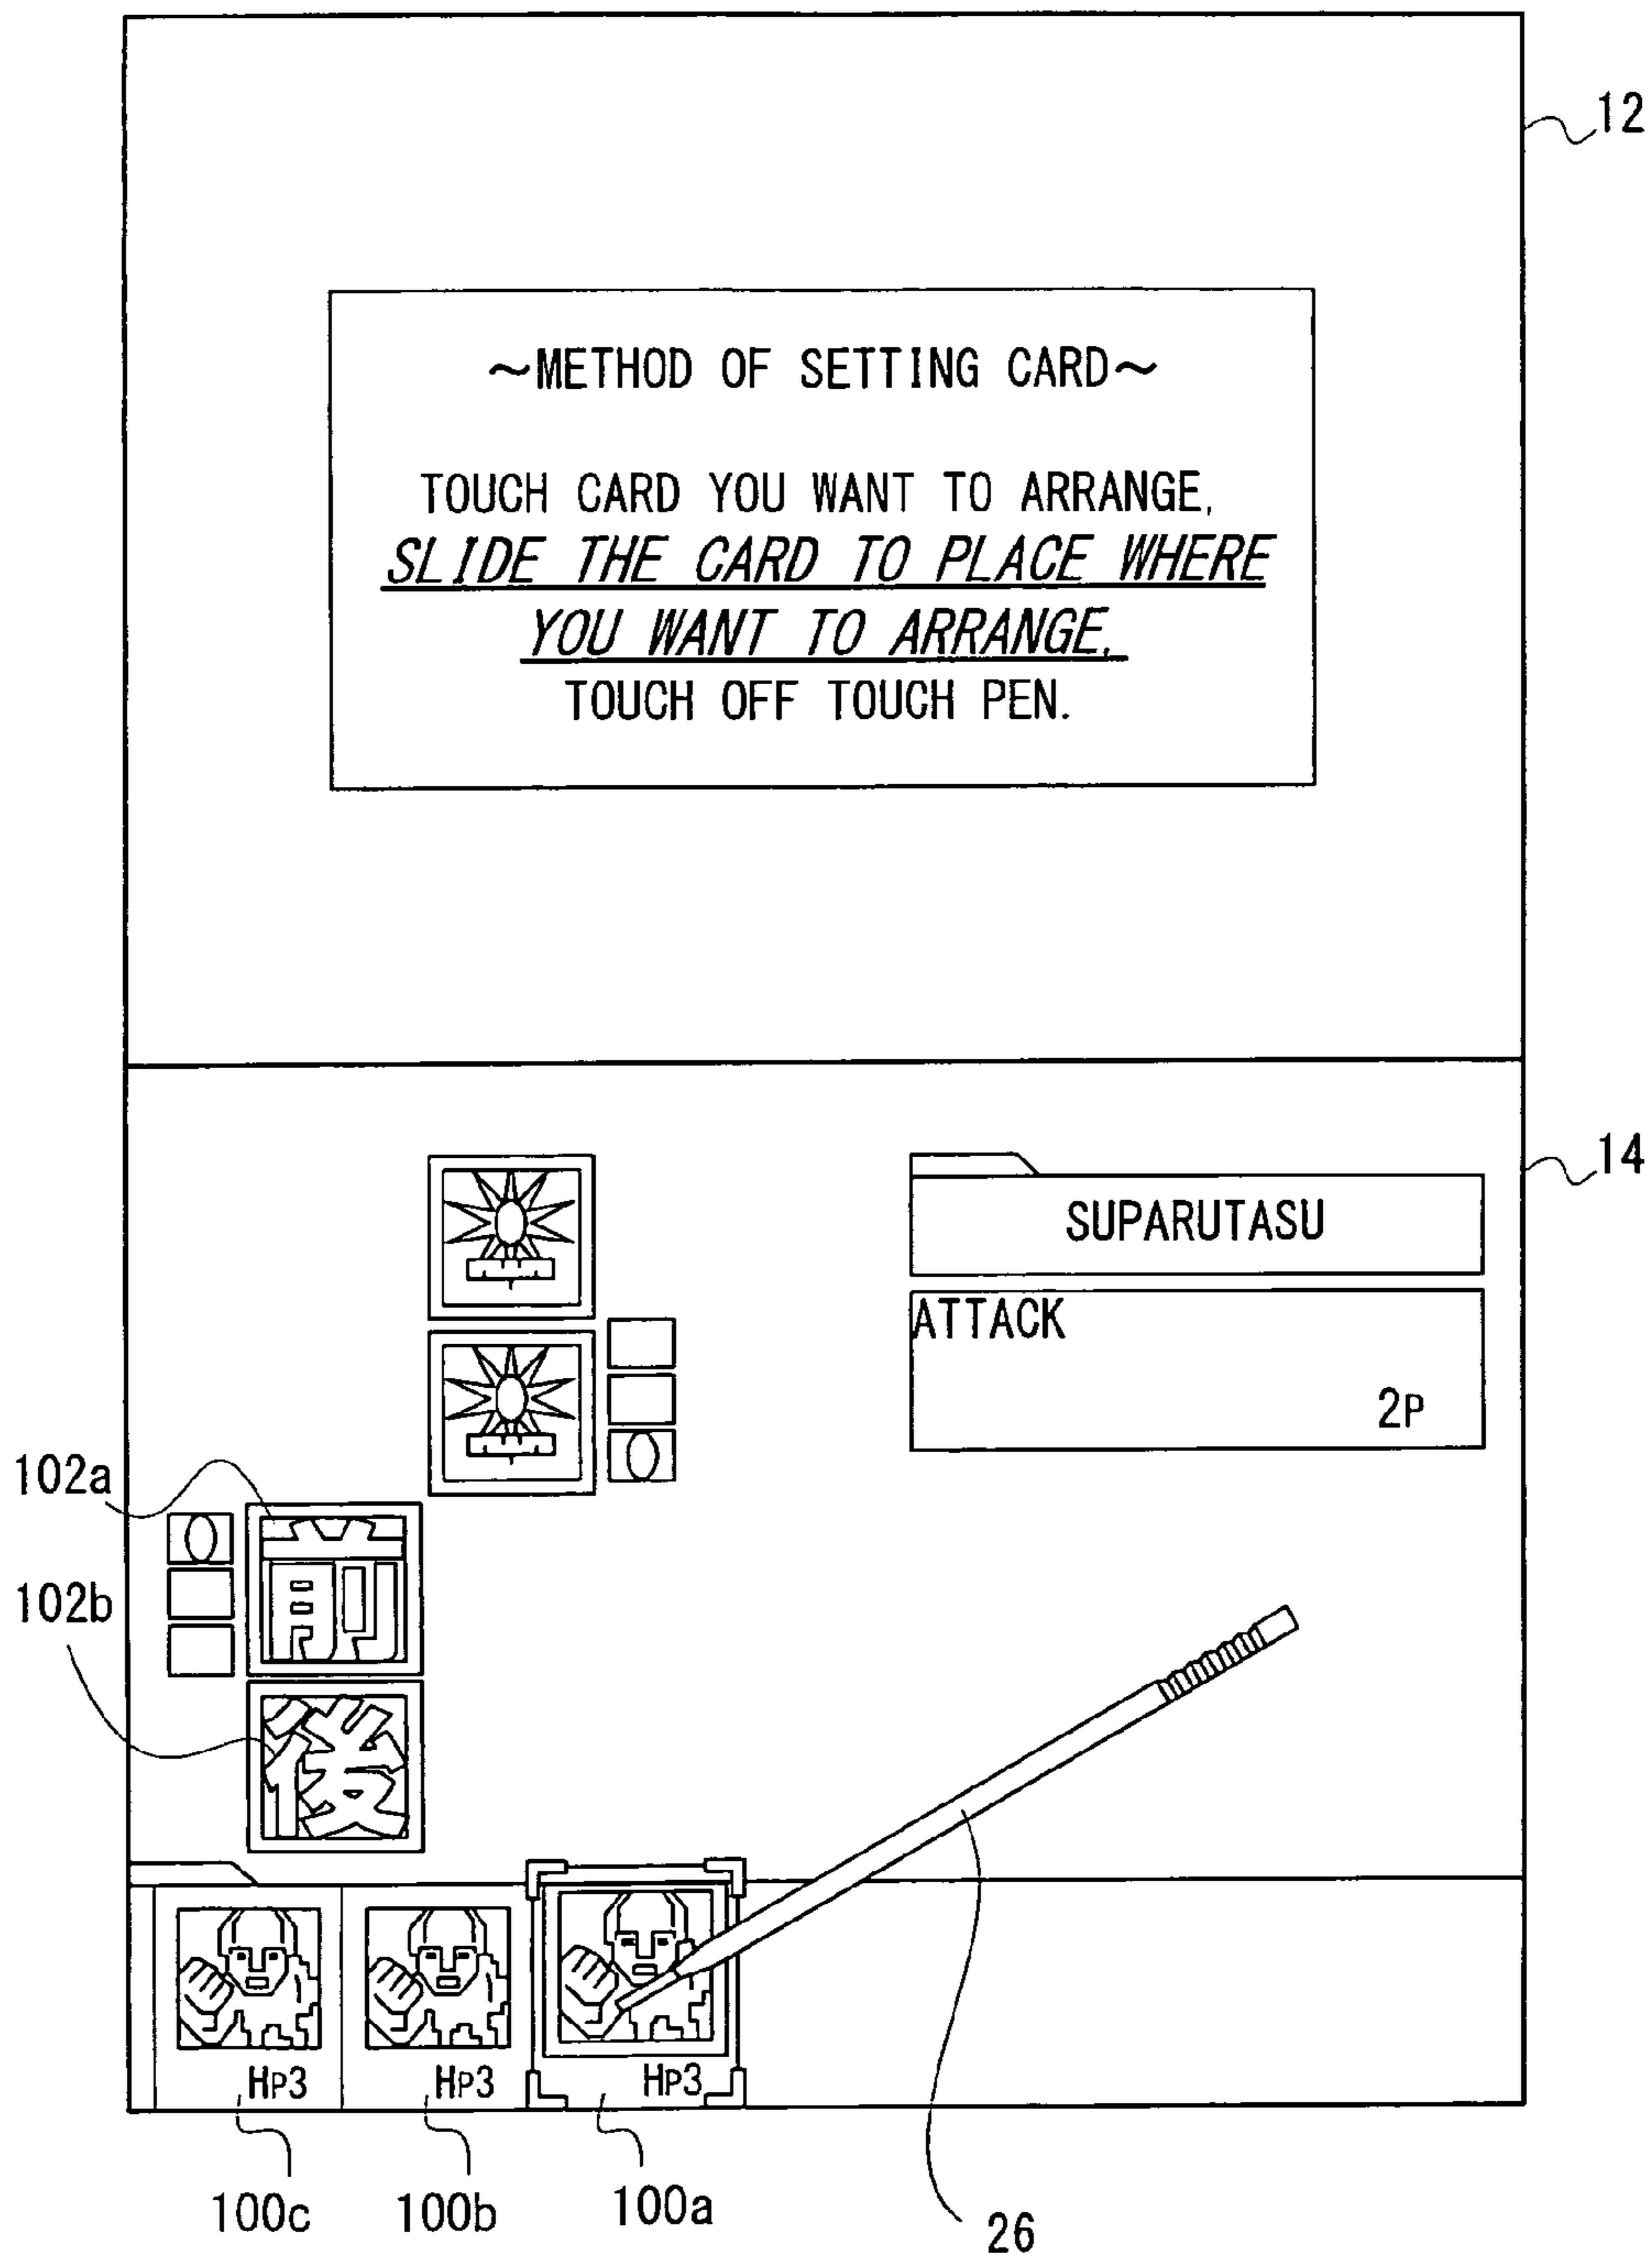 12
～METHOD OF SETTING CARD～
TOUCH CARD YOU WANT TO ARRANGE,
SLIDE THE CARD TO PLACE WHERE
YOU WANT TO ARRANGE,
TOUCH OFF TOUCH PEN.
14
SUPARUTASU
ATTACK
2P
102a
前
102b
後
HP3
HP3
HP3
100c
100b
100a
26